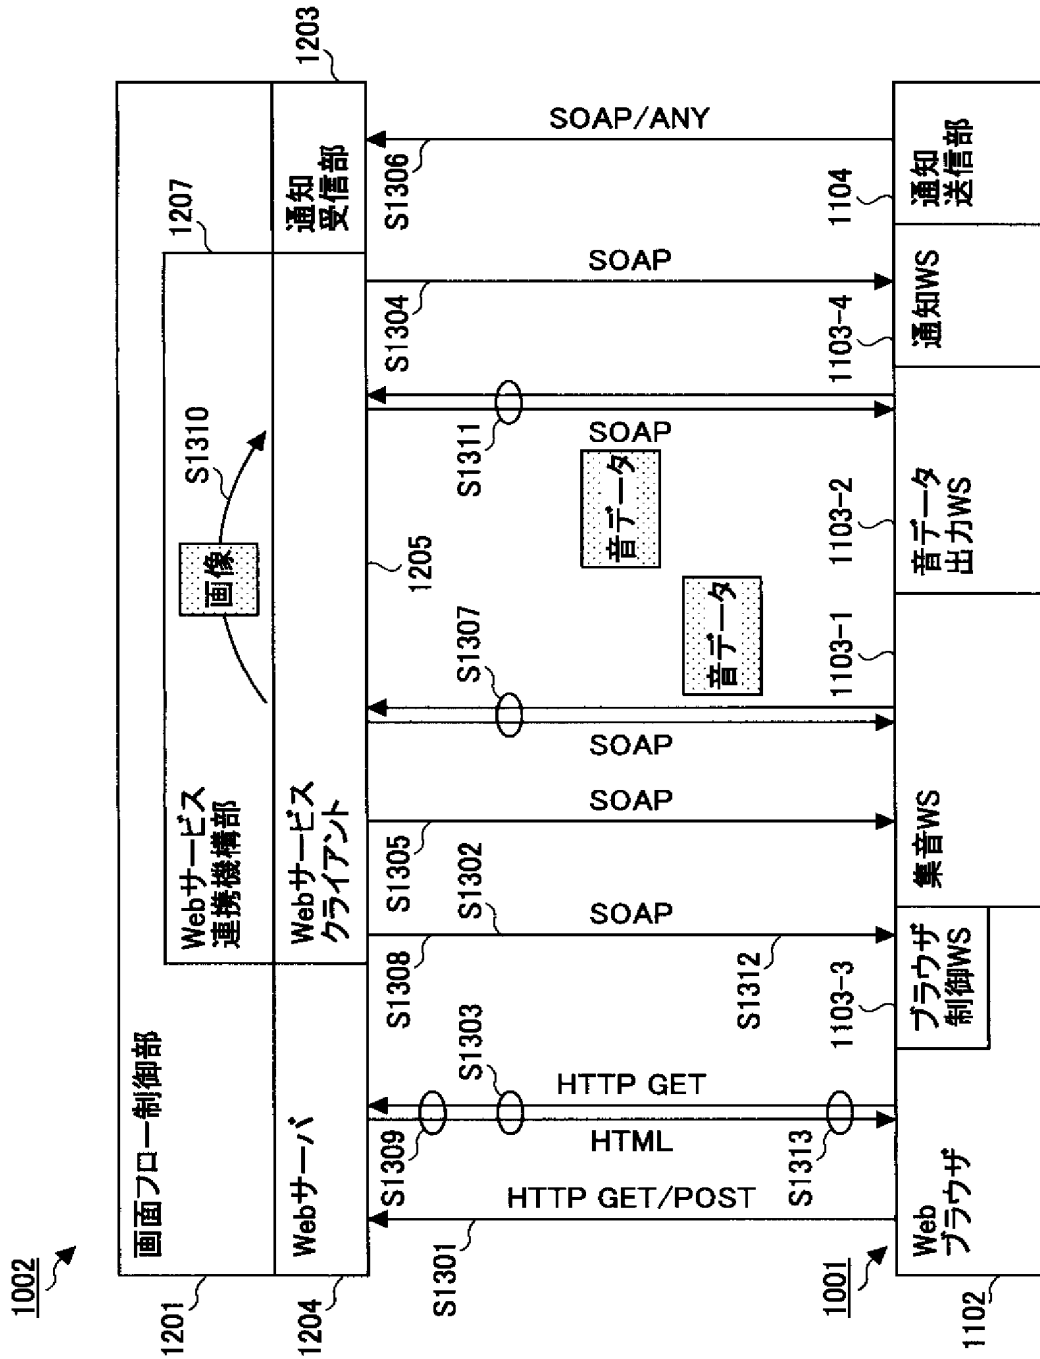 1002
1201
画面フロー制御部
1204
Webサーバ
Webサービス
連携機構部
Webサービス
クライアント
画像
S1310
1207
通知
受信部
1203
1205
S1301
HTTP GET/POST
S1309
S1303
HTTP GET
HTML
S1313
S1308
S1302
SOAP
S1312
S1305
SOAP
S1307
SOAP
音データ
音データ
S1311
SOAP
S1304
SOAP
S1306
SOAP/ANY
1001
1102
Web
ブラウザ
1103-3
ブラウザ
制御WS
集音WS
1103-1
音データ
出力WS
1103-2
通知WS
1103-4
通知
送信部
1104